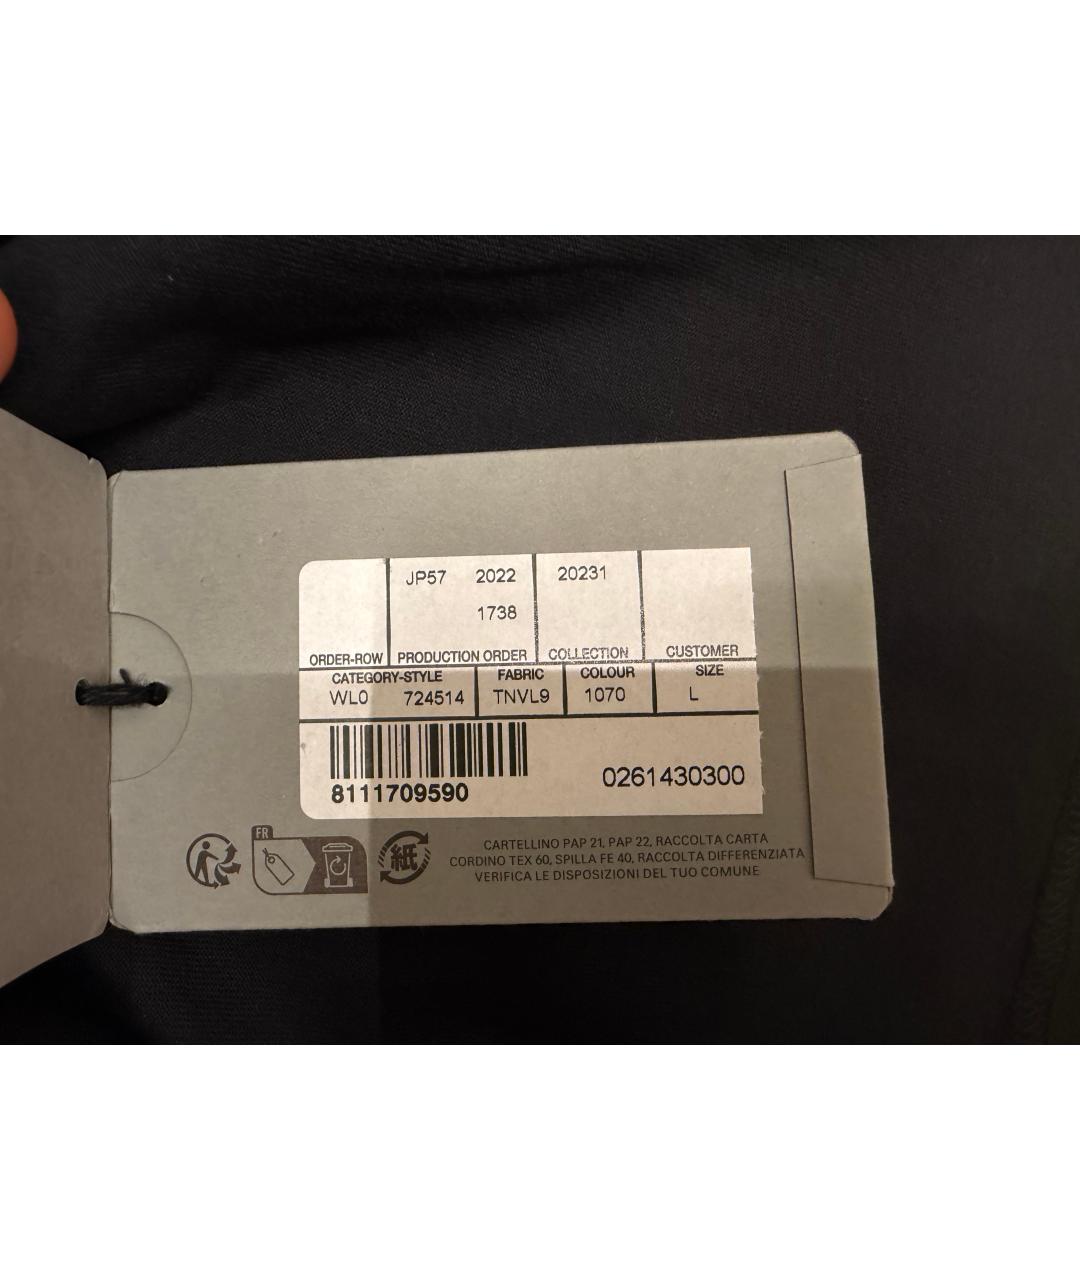 JP57 2022 20231
1738
ORDER-ROW PRODUCTION ORDER COLLECTION CUSTOMER
CATEGORY-STYLE FABRIC COLOUR SIZE
WL0 724514 TNVL9 1070 L
8111709590 0261430300
FR
紙
CARTELLINO PAP 21, PAP 22, RACCOLTA CARTA
CORDINO TEX 60, SPILLA FE 40, RACCOLTA DIFFERENZIATA
VERIFICA LE DISPOSIZIONI DEL TUO COMUNE